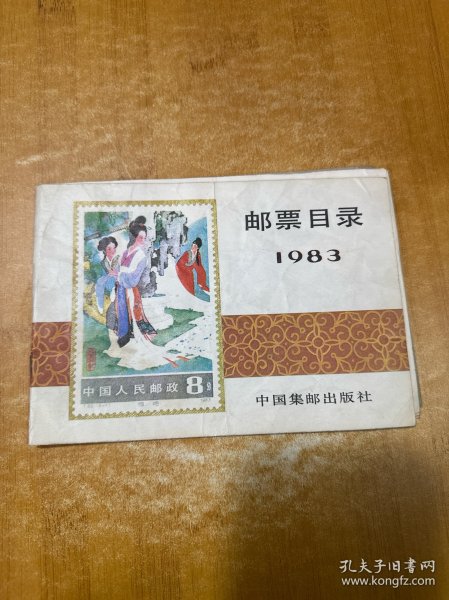 邮票目录
1983
中国人民邮政 8分
中国集邮出版社
孔夫子旧书网
www.kongfz.com